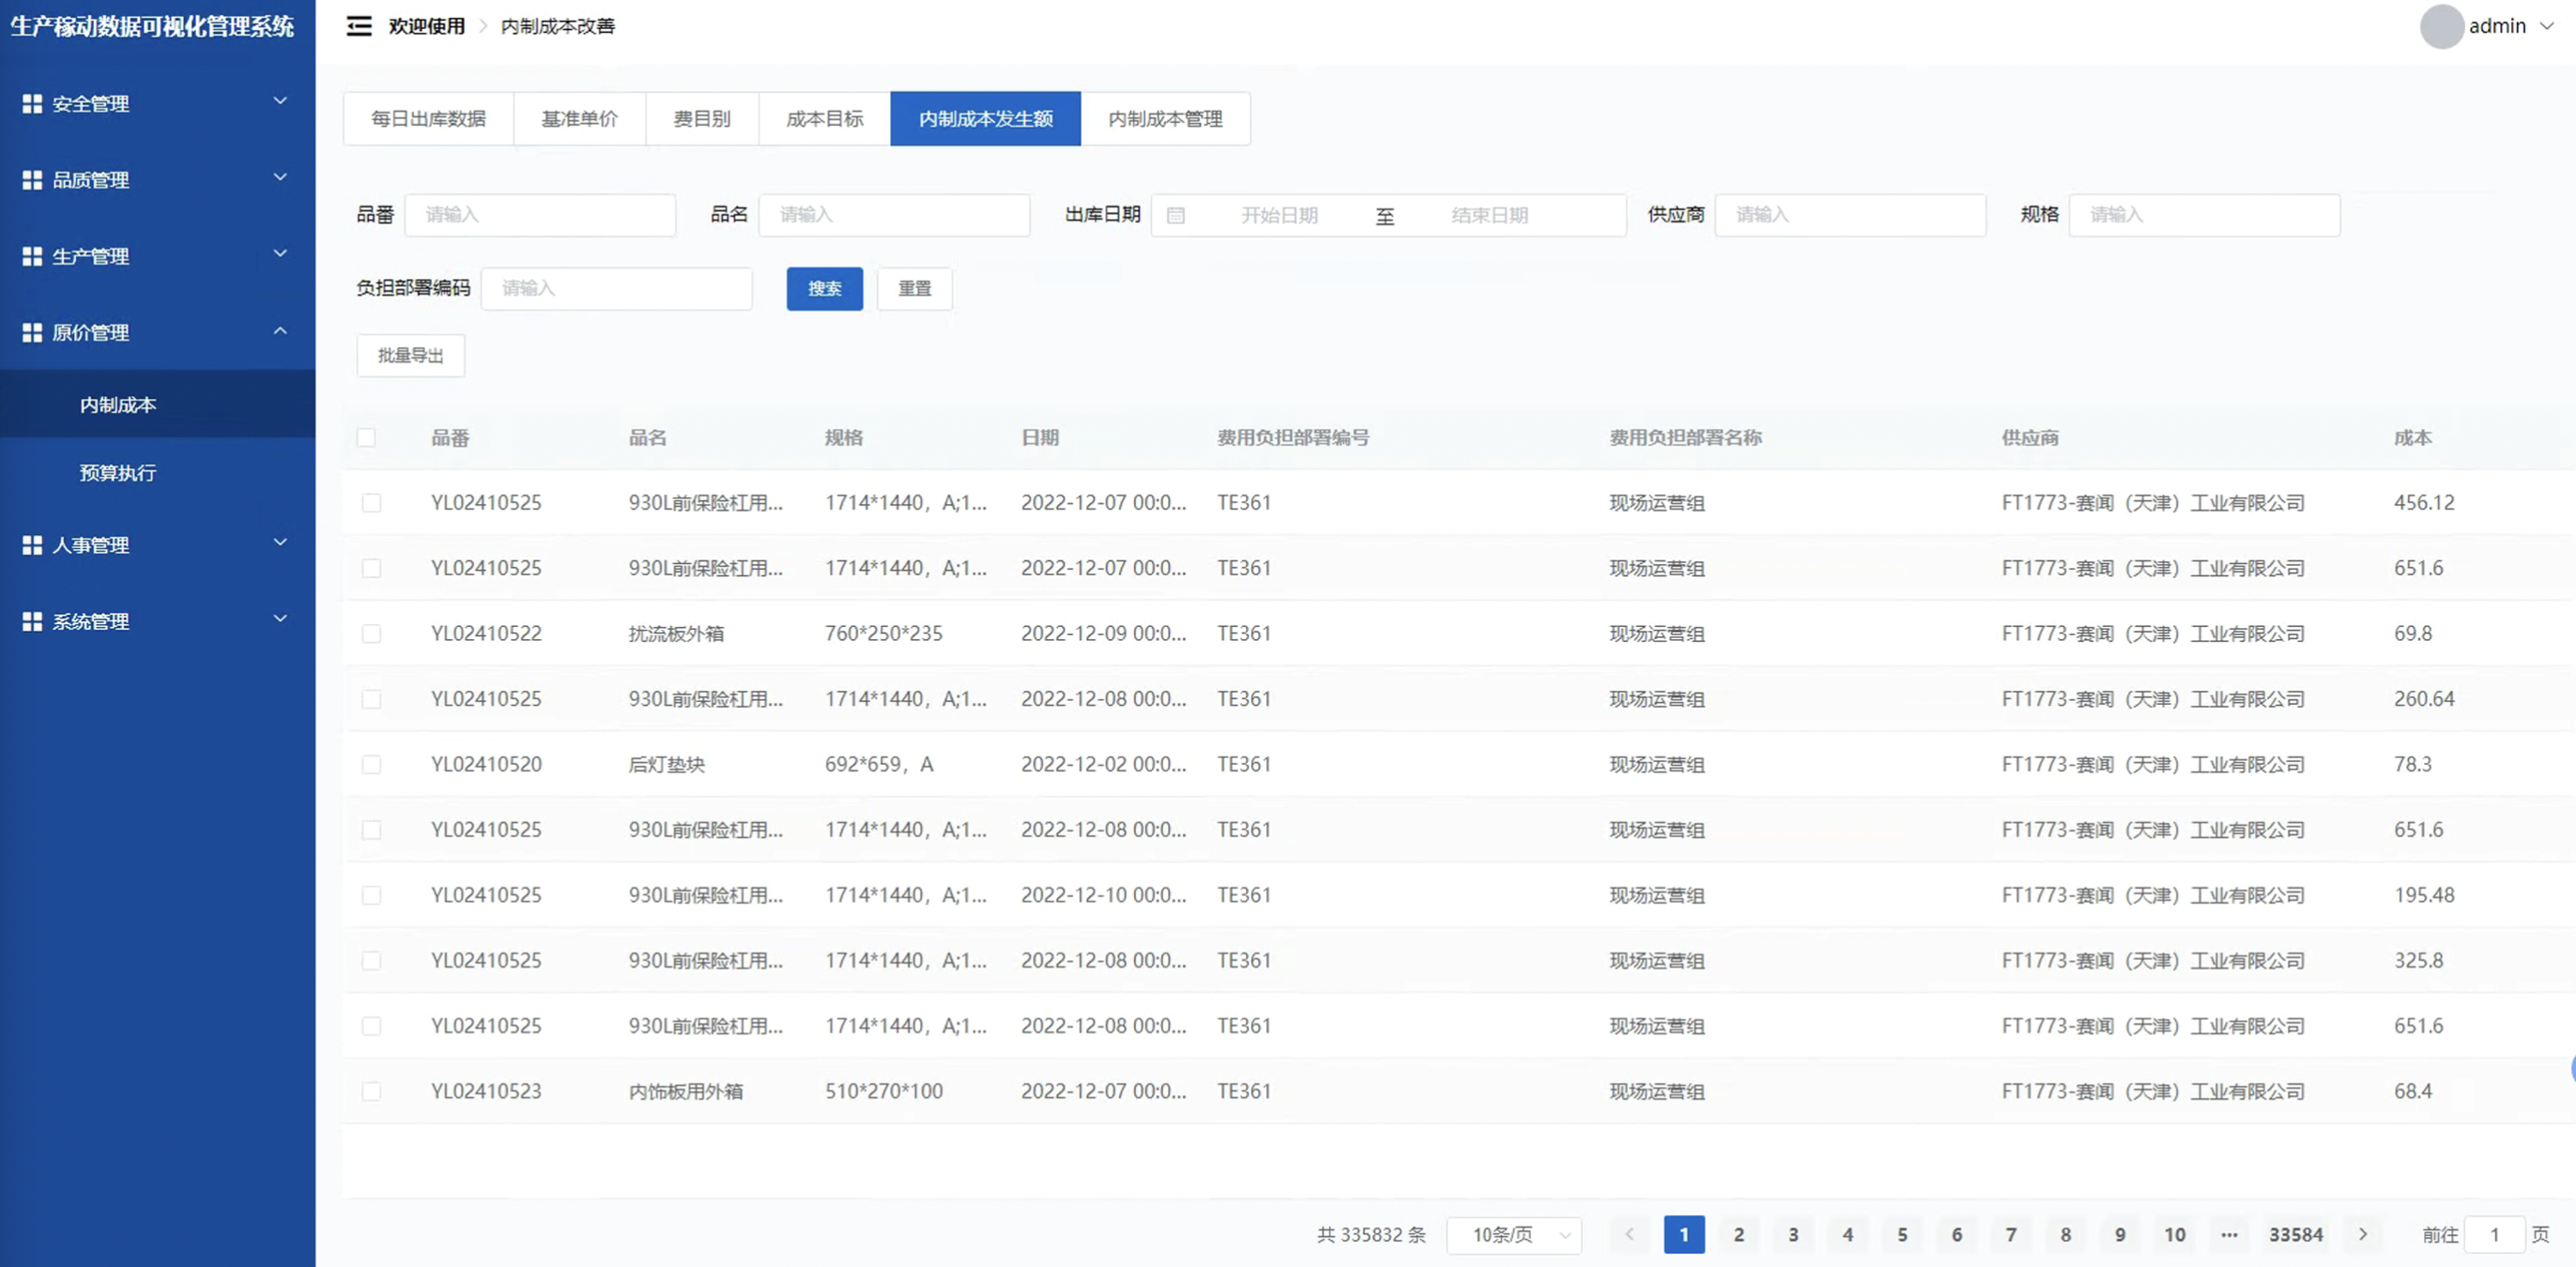 生产稼动数据可视化管理系统
欢迎使用 > 内制成本改善
admin
安全管理
品质管理
生产管理
原价管理
内制成本
预算执行
人事管理
系统管理
每日出库数据 基准单价 费目别 成本目标 内制成本发生额 内制成本管理
品番 请输入 品名 请输入 出库日期 开始日期 至 结束日期 供应商 请输入 规格 请输入
负担部署编码 请输入 搜索 重置
批量导出
品番 品名 规格 日期 费用负担部署编号 费用负担部署名称 供应商 成本
YL02410525 930L前保险杠用... 1714*1440，A;1... 2022-12-07 00:0... TE361 现场运营组 FT1773-赛闻（天津）工业有限公司 456.12
YL02410525 930L前保险杠用... 1714*1440，A;1... 2022-12-07 00:0... TE361 现场运营组 FT1773-赛闻（天津）工业有限公司 651.6
YL02410522 扰流板外箱 760*250*235 2022-12-09 00:0... TE361 现场运营组 FT1773-赛闻（天津）工业有限公司 69.8
YL02410525 930L前保险杠用... 1714*1440，A;1... 2022-12-08 00:0... TE361 现场运营组 FT1773-赛闻（天津）工业有限公司 260.64
YL02410520 后灯垫块 692*659，A 2022-12-02 00:0... TE361 现场运营组 FT1773-赛闻（天津）工业有限公司 78.3
YL02410525 930L前保险杠用... 1714*1440，A;1... 2022-12-08 00:0... TE361 现场运营组 FT1773-赛闻（天津）工业有限公司 651.6
YL02410525 930L前保险杠用... 1714*1440，A;1... 2022-12-10 00:0... TE361 现场运营组 FT1773-赛闻（天津）工业有限公司 195.48
YL02410525 930L前保险杠用... 1714*1440，A;1... 2022-12-08 00:0... TE361 现场运营组 FT1773-赛闻（天津）工业有限公司 325.8
YL02410525 930L前保险杠用... 1714*1440，A;1... 2022-12-08 00:0... TE361 现场运营组 FT1773-赛闻（天津）工业有限公司 651.6
YL02410523 内饰板用外箱 510*270*100 2022-12-07 00:0... TE361 现场运营组 FT1773-赛闻（天津）工业有限公司 68.4
共 335832 条 10条/页 < 1 2 3 4 5 6 7 8 9 10 ... 33584 > 前往 1 页